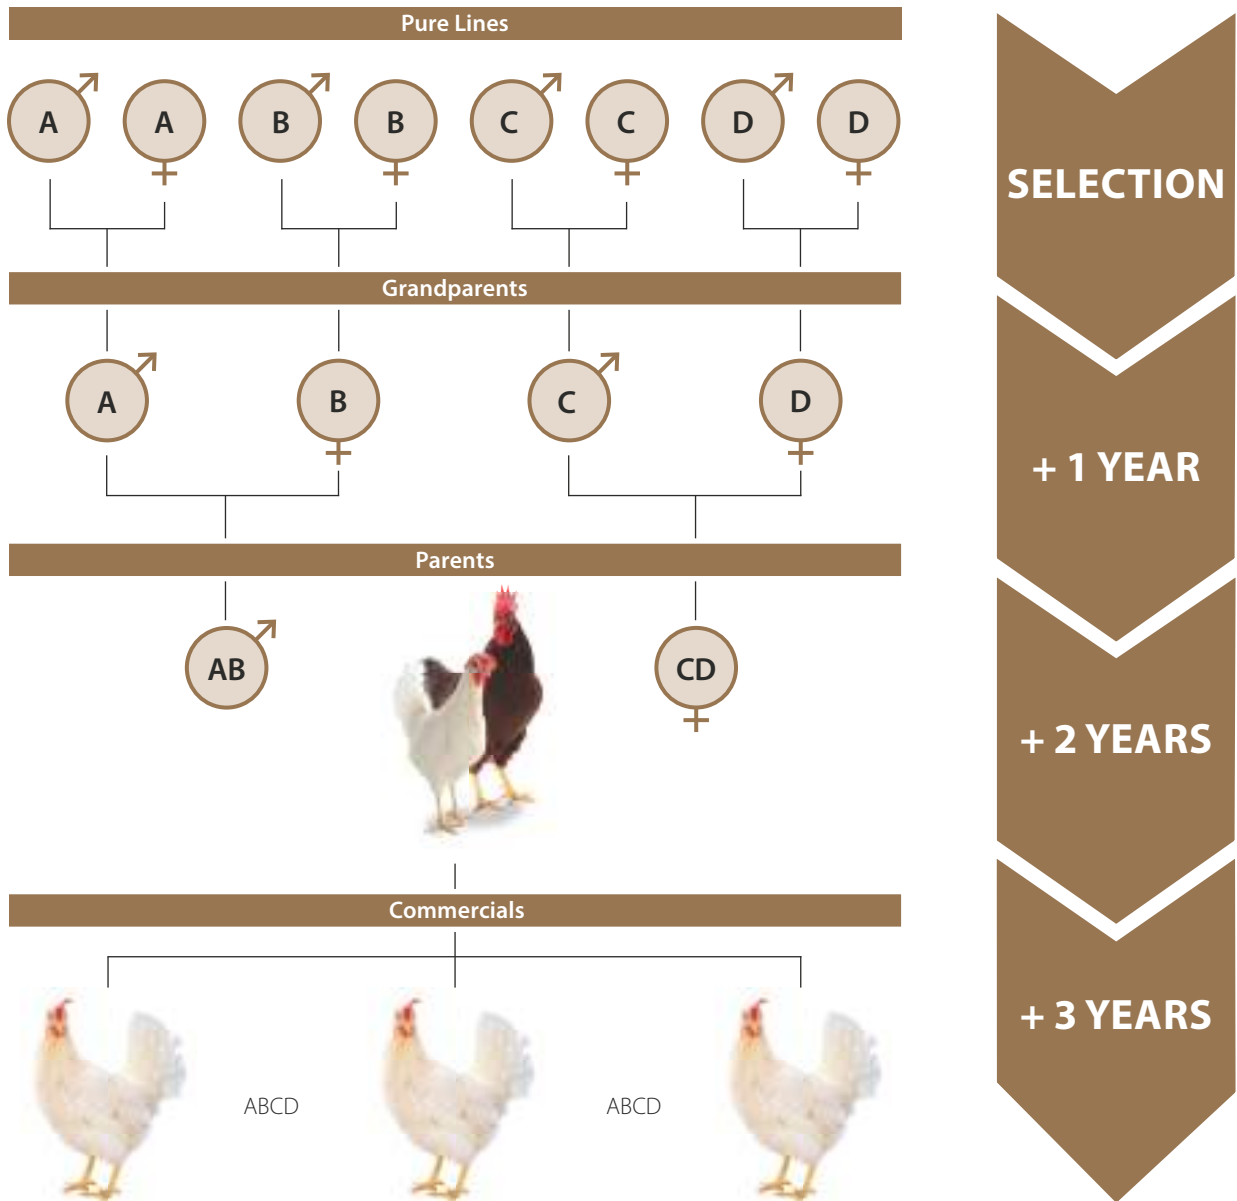 Pure Lines
A A B B C C D D
SELECTION
Grandparents
A B C D
+ 1 YEAR
Parents
AB CD
+ 2 YEARS
Commercials
+ 3 YEARS
ABCD ABCD